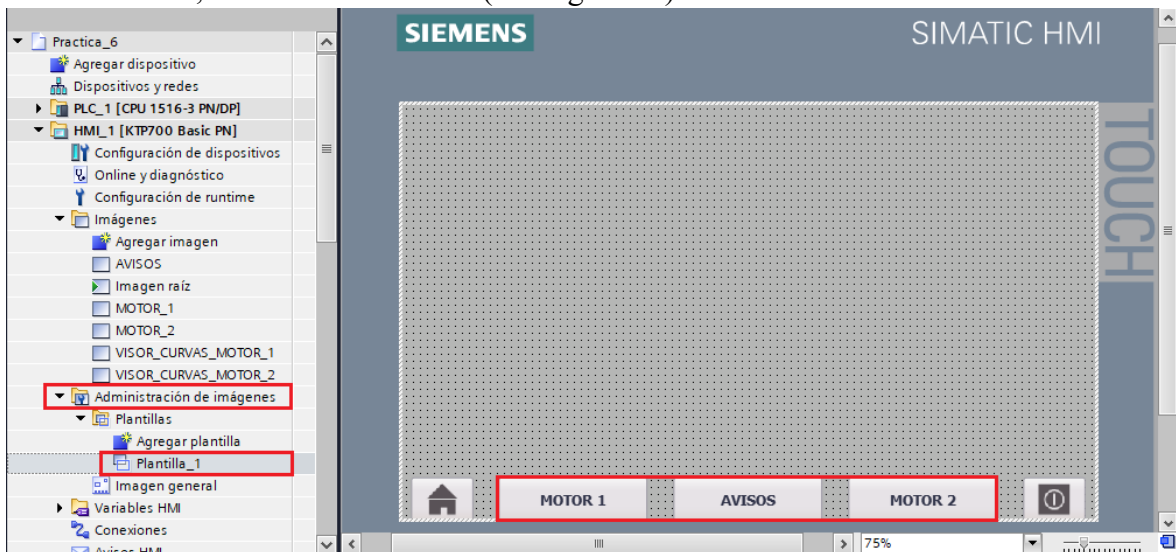 Practica_6
Agregar dispositivo
Dispositivos y redes
PLC_1 [CPU 1516-3 PN/DP]
HMI_1 [KTP700 Basic PN]
Configuración de dispositivos
Online y diagnóstico
Configuración de runtime
Imágenes
Agregar imagen
AVISOS
Imagen raíz
MOTOR_1
MOTOR_2
VISOR_CURVAS_MOTOR_1
VISOR_CURVAS_MOTOR_2
Administración de imágenes
Plantillas
Agregar plantilla
Plantilla_1
Imagen general
Variables HMI
Conexiones
Avisos HMI
SIEMENS
SIMATIC HMI
TOUCH
MOTOR 1
AVISOS
MOTOR 2
75%